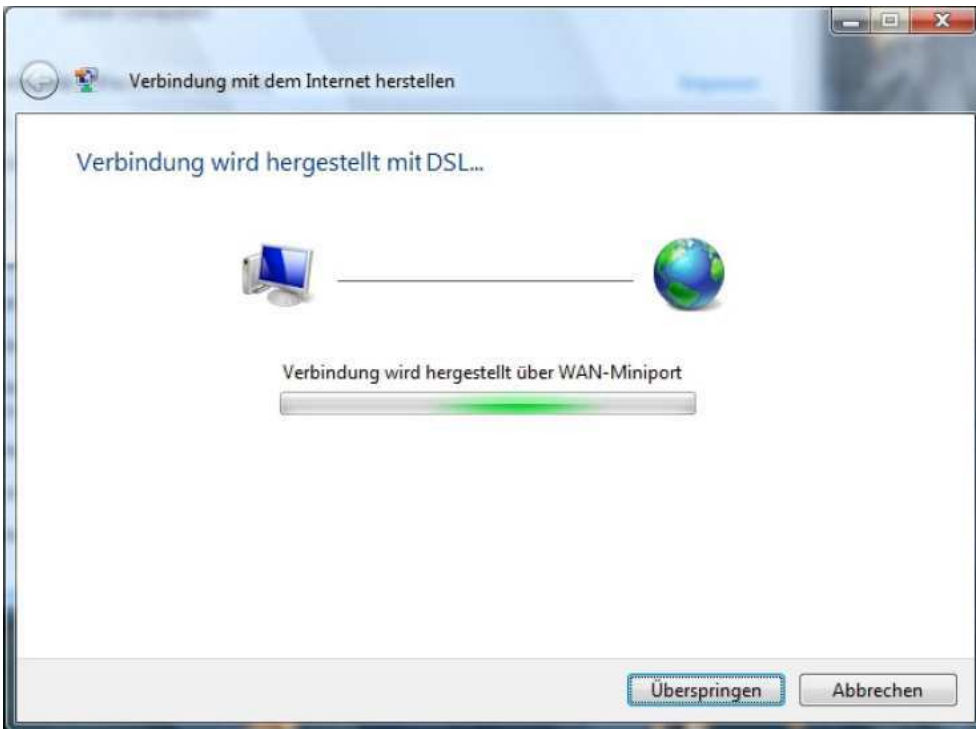 Verbindung mit dem Internet herstellen
Verbindung wird hergestellt mit DSL...
Verbindung wird hergestellt über WAN-Miniport
Überspringen
Abbrechen